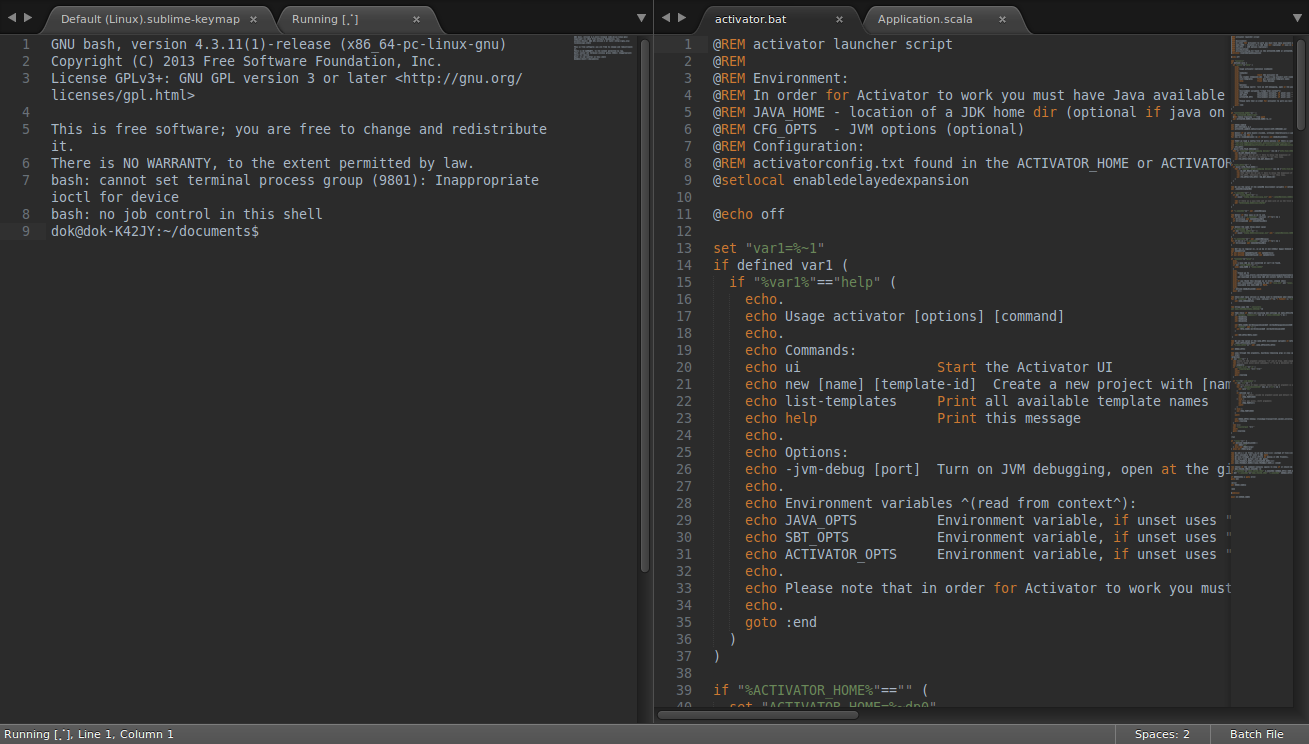 Default (Linux).sublime-keymap × Running [.˙] ×
1 GNU bash, version 4.3.11(1)-release (x86_64-pc-linux-gnu)
2 Copyright (C) 2013 Free Software Foundation, Inc.
3 License GPLv3+: GNU GPL version 3 or later <http://gnu.org/
licenses/gpl.html>
4
5 This is free software; you are free to change and redistribute
it.
6 There is NO WARRANTY, to the extent permitted by law.
7 bash: cannot set terminal process group (9801): Inappropriate
ioctl for device
8 bash: no job control in this shell
9 dok@dok-K42JY:~/documents$
activator.bat × Application.scala ×
1 @REM activator launcher script
2 @REM
3 @REM Environment:
4 @REM In order for Activator to work you must have Java available
5 @REM JAVA_HOME - location of a JDK home dir (optional if java on
6 @REM CFG_OPTS  - JVM options (optional)
7 @REM Configuration:
8 @REM activatorconfig.txt found in the ACTIVATOR_HOME or ACTIVATOR
9 @setlocal enabledelayedexpansion
10
11 @echo off
12
13 set "var1=%~1"
14 if defined var1 (
15   if "%var1%"=="help" (
16     echo.
17     echo Usage activator [options] [command]
18     echo.
19     echo Commands:
20     echo ui                 Start the Activator UI
21     echo new [name] [template-id]  Create a new project with [nam
22     echo list-templates     Print all available template names
23     echo help               Print this message
24     echo.
25     echo Options:
26     echo -jvm-debug [port]  Turn on JVM debugging, open at the gi
27     echo.
28     echo Environment variables ^(read from context^):
29     echo JAVA_OPTS          Environment variable, if unset uses "
30     echo SBT_OPTS           Environment variable, if unset uses "
31     echo ACTIVATOR_OPTS     Environment variable, if unset uses "
32     echo.
33     echo Please note that in order for Activator to work you must
34     echo.
35     goto :end
36   )
37 )
38
39 if "%ACTIVATOR_HOME%"=="" (
40   set "ACTIVATOR_HOME=%~dp0"
Running [.˙], Line 1, Column 1 Spaces: 2 Batch File